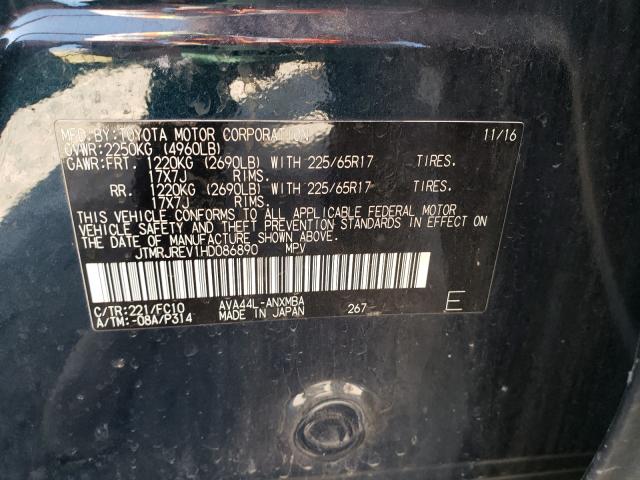 MFD.BY:TOYOTA MOTOR CORPORATION 11/16
GVWR:2250KG (4960LB)
GAWR:FRT. 1220KG (2690LB) WITH 225/65R17 TIRES.
17X7J RIMS.
RR. 1220KG (2690LB) WITH 225/65R17 TIRES.
17X7J RIMS.
THIS VEHICLE CONFORMS TO ALL APPLICABLE FEDERAL MOTOR
VEHICLE SAFETY AND THEFT PREVENTION STANDARDS IN EFFECT ON
THE DATE OF MANUFACTURE SHOWN ABOVE.
JTMRJREV1HD086890 MPV
C/TR:221/FC10 AVA44L-ANXMBA 267 E
A/TM:-08A/P314 MADE IN JAPAN